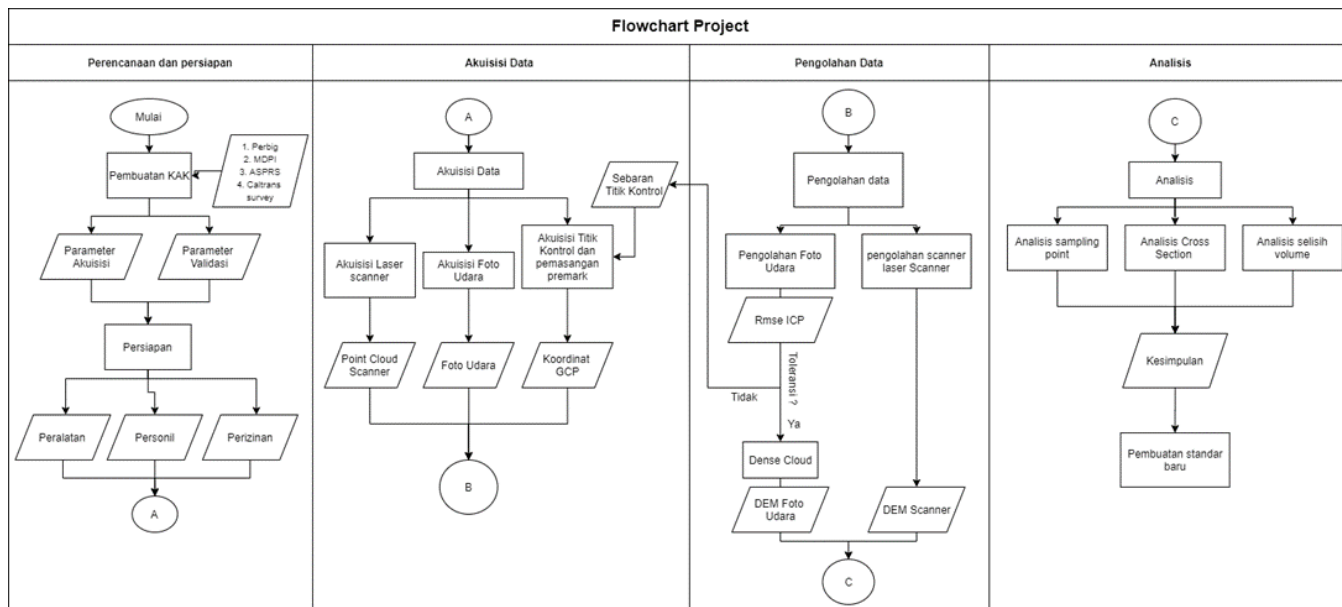 Flowchart Project
Perencanaan dan persiapan
Akuisisi Data
Pengolahan Data
Analisis
Mulai
Pembuatan KAK
1. Perbig
2. MDPI
3. ASPRS
4. Caltrans
survey
Parameter
Akuisisi
Parameter
Validasi
Persiapan
Peralatan
Personil
Perizinan
A
A
Akuisisi Data
Sebaran
Titik Kontrol
Akuisisi Laser
scanner
Akuisisi Foto
Udara
Akuisisi Titik
Kontrol dan
pemasangan
premark
Point Cloud
Scanner
Foto Udara
Koordinat
GCP
B
B
Pengolahan data
Pengolahan Foto
Udara
pengolahan scanner
laser Scanner
Rmse ICP
Toleransi ?
Tidak
Ya
Dense Cloud
DEM Foto
Udara
DEM Scanner
C
C
Analisis
Analisis sampling
point
Analisis Cross
Section
Analisis selisih
volume
Kesimpulan
Pembuatan standar
baru